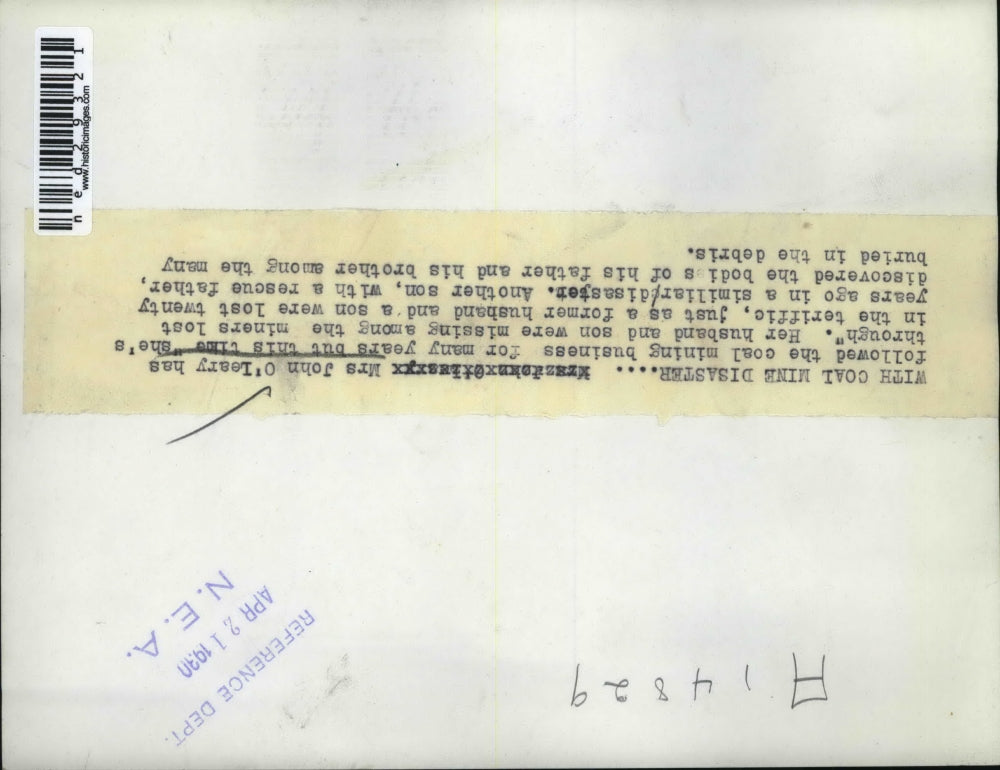 WITH COAL MINE DISASTER.... Mrs John O'Leary has
followed the coal mining business for many years but this time "she's
through". Her husband and son were missing among the miners lost
in the terrific, just as a former husband and a son were lost twenty
years ago in a similiar/disaster. Another son, with a rescue father,
discovered the bodies of his father and his brother among the many
buried in the debris.
A 14829
REFERENCE DEPT.
APR 21 1930
N. E. A.
ned29321
www.historicimages.com